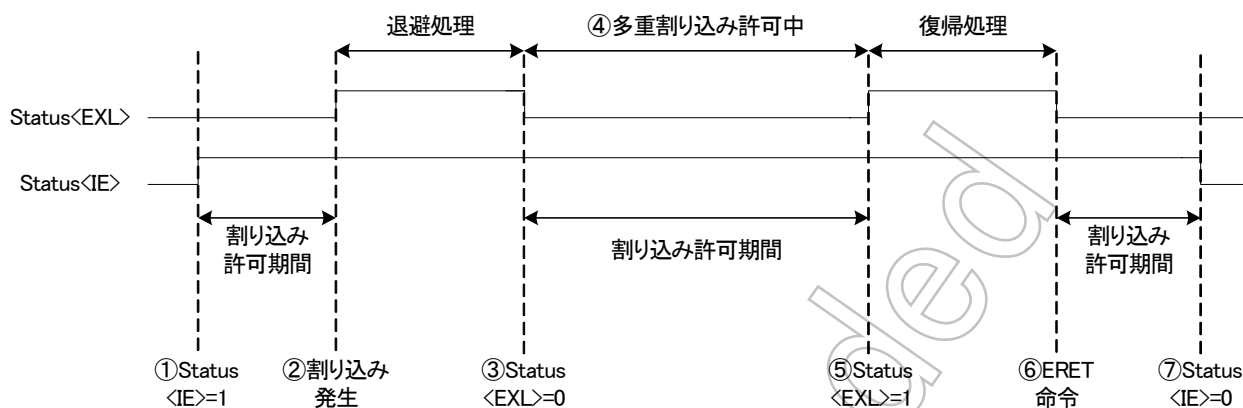 退避処理
④多重割り込み許可中
復帰処理
Status<EXL>
Status<IE>
割り込み
許可期間
割り込み許可期間
割り込み
許可期間
①Status
<IE>=1
②割り込み
発生
③Status
<EXL>=0
⑤Status
<EXL>=1
⑥ERET
命令
⑦Status
<IE>=0
ded